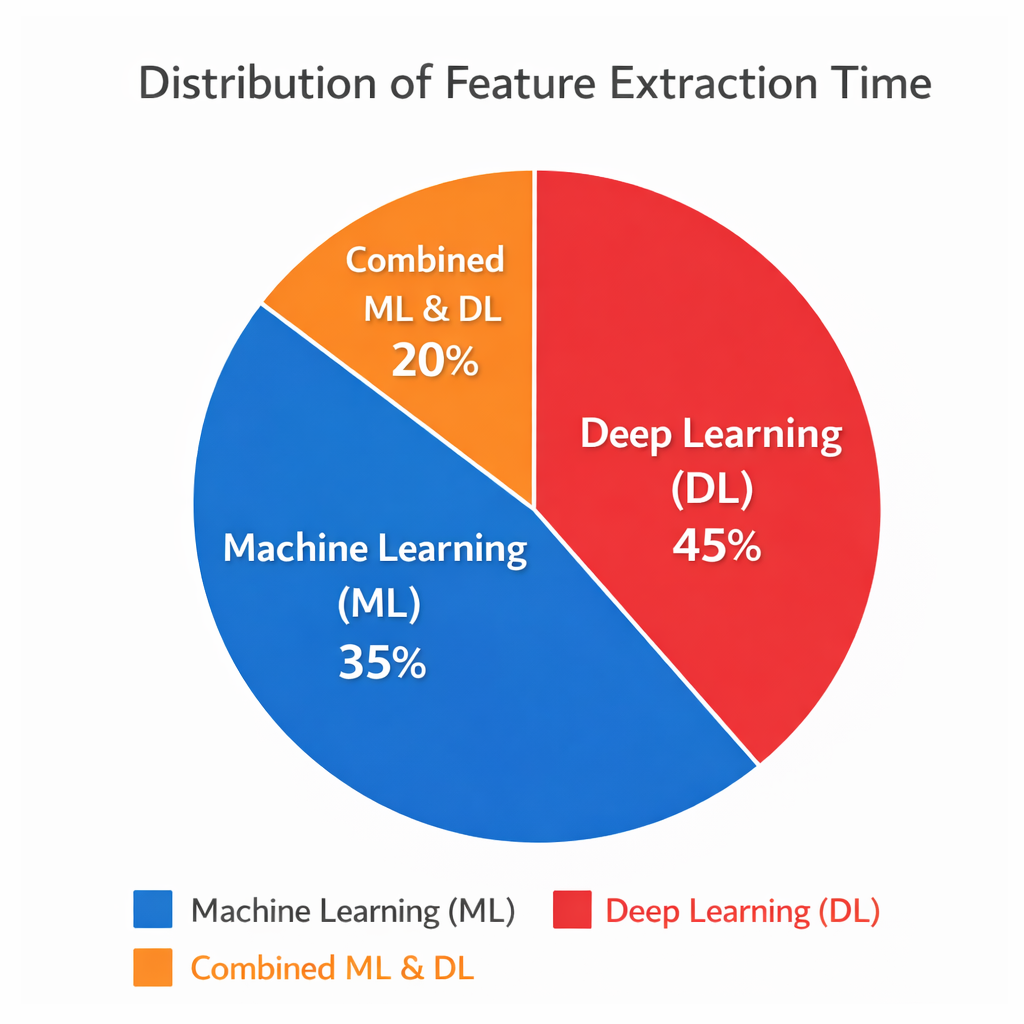 Distribution of Feature Extraction Time
Combined
ML & DL
20%
Deep Learning
(DL)
45%
Machine Learning
(ML)
35%
Machine Learning (ML)
Deep Learning (DL)
Combined ML & DL